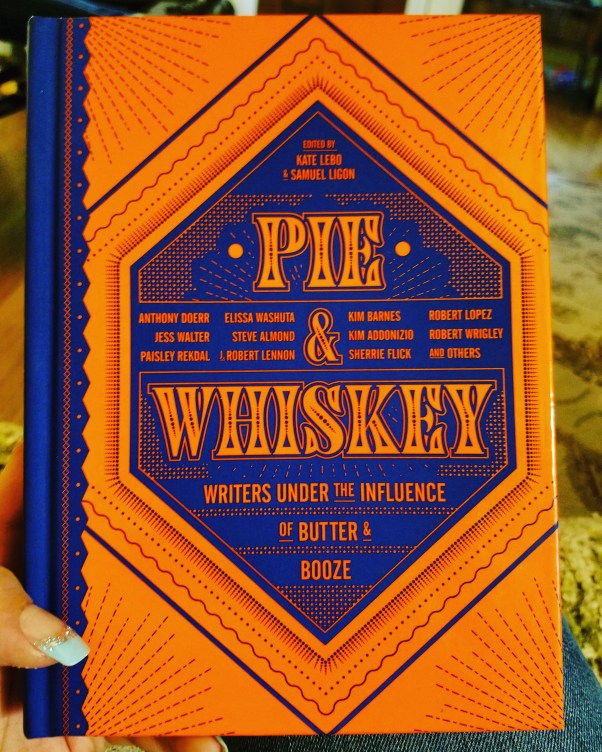 EDITED BY
KATE LEBO
& SAMUEL LIGON
PIE
ANTHONY DOERR ELISSA WASHUTA KIM BARNES ROBERT LOPEZ
JESS WALTER STEVE ALMOND & KIM ADDONIZIO ROBERT WRIGLEY
PAISLEY REKDAL J. ROBERT LENNON SHERRIE FLICK AND OTHERS
WHISKEY
WRITERS UNDER THE INFLUENCE
OF BUTTER &
BOOZE